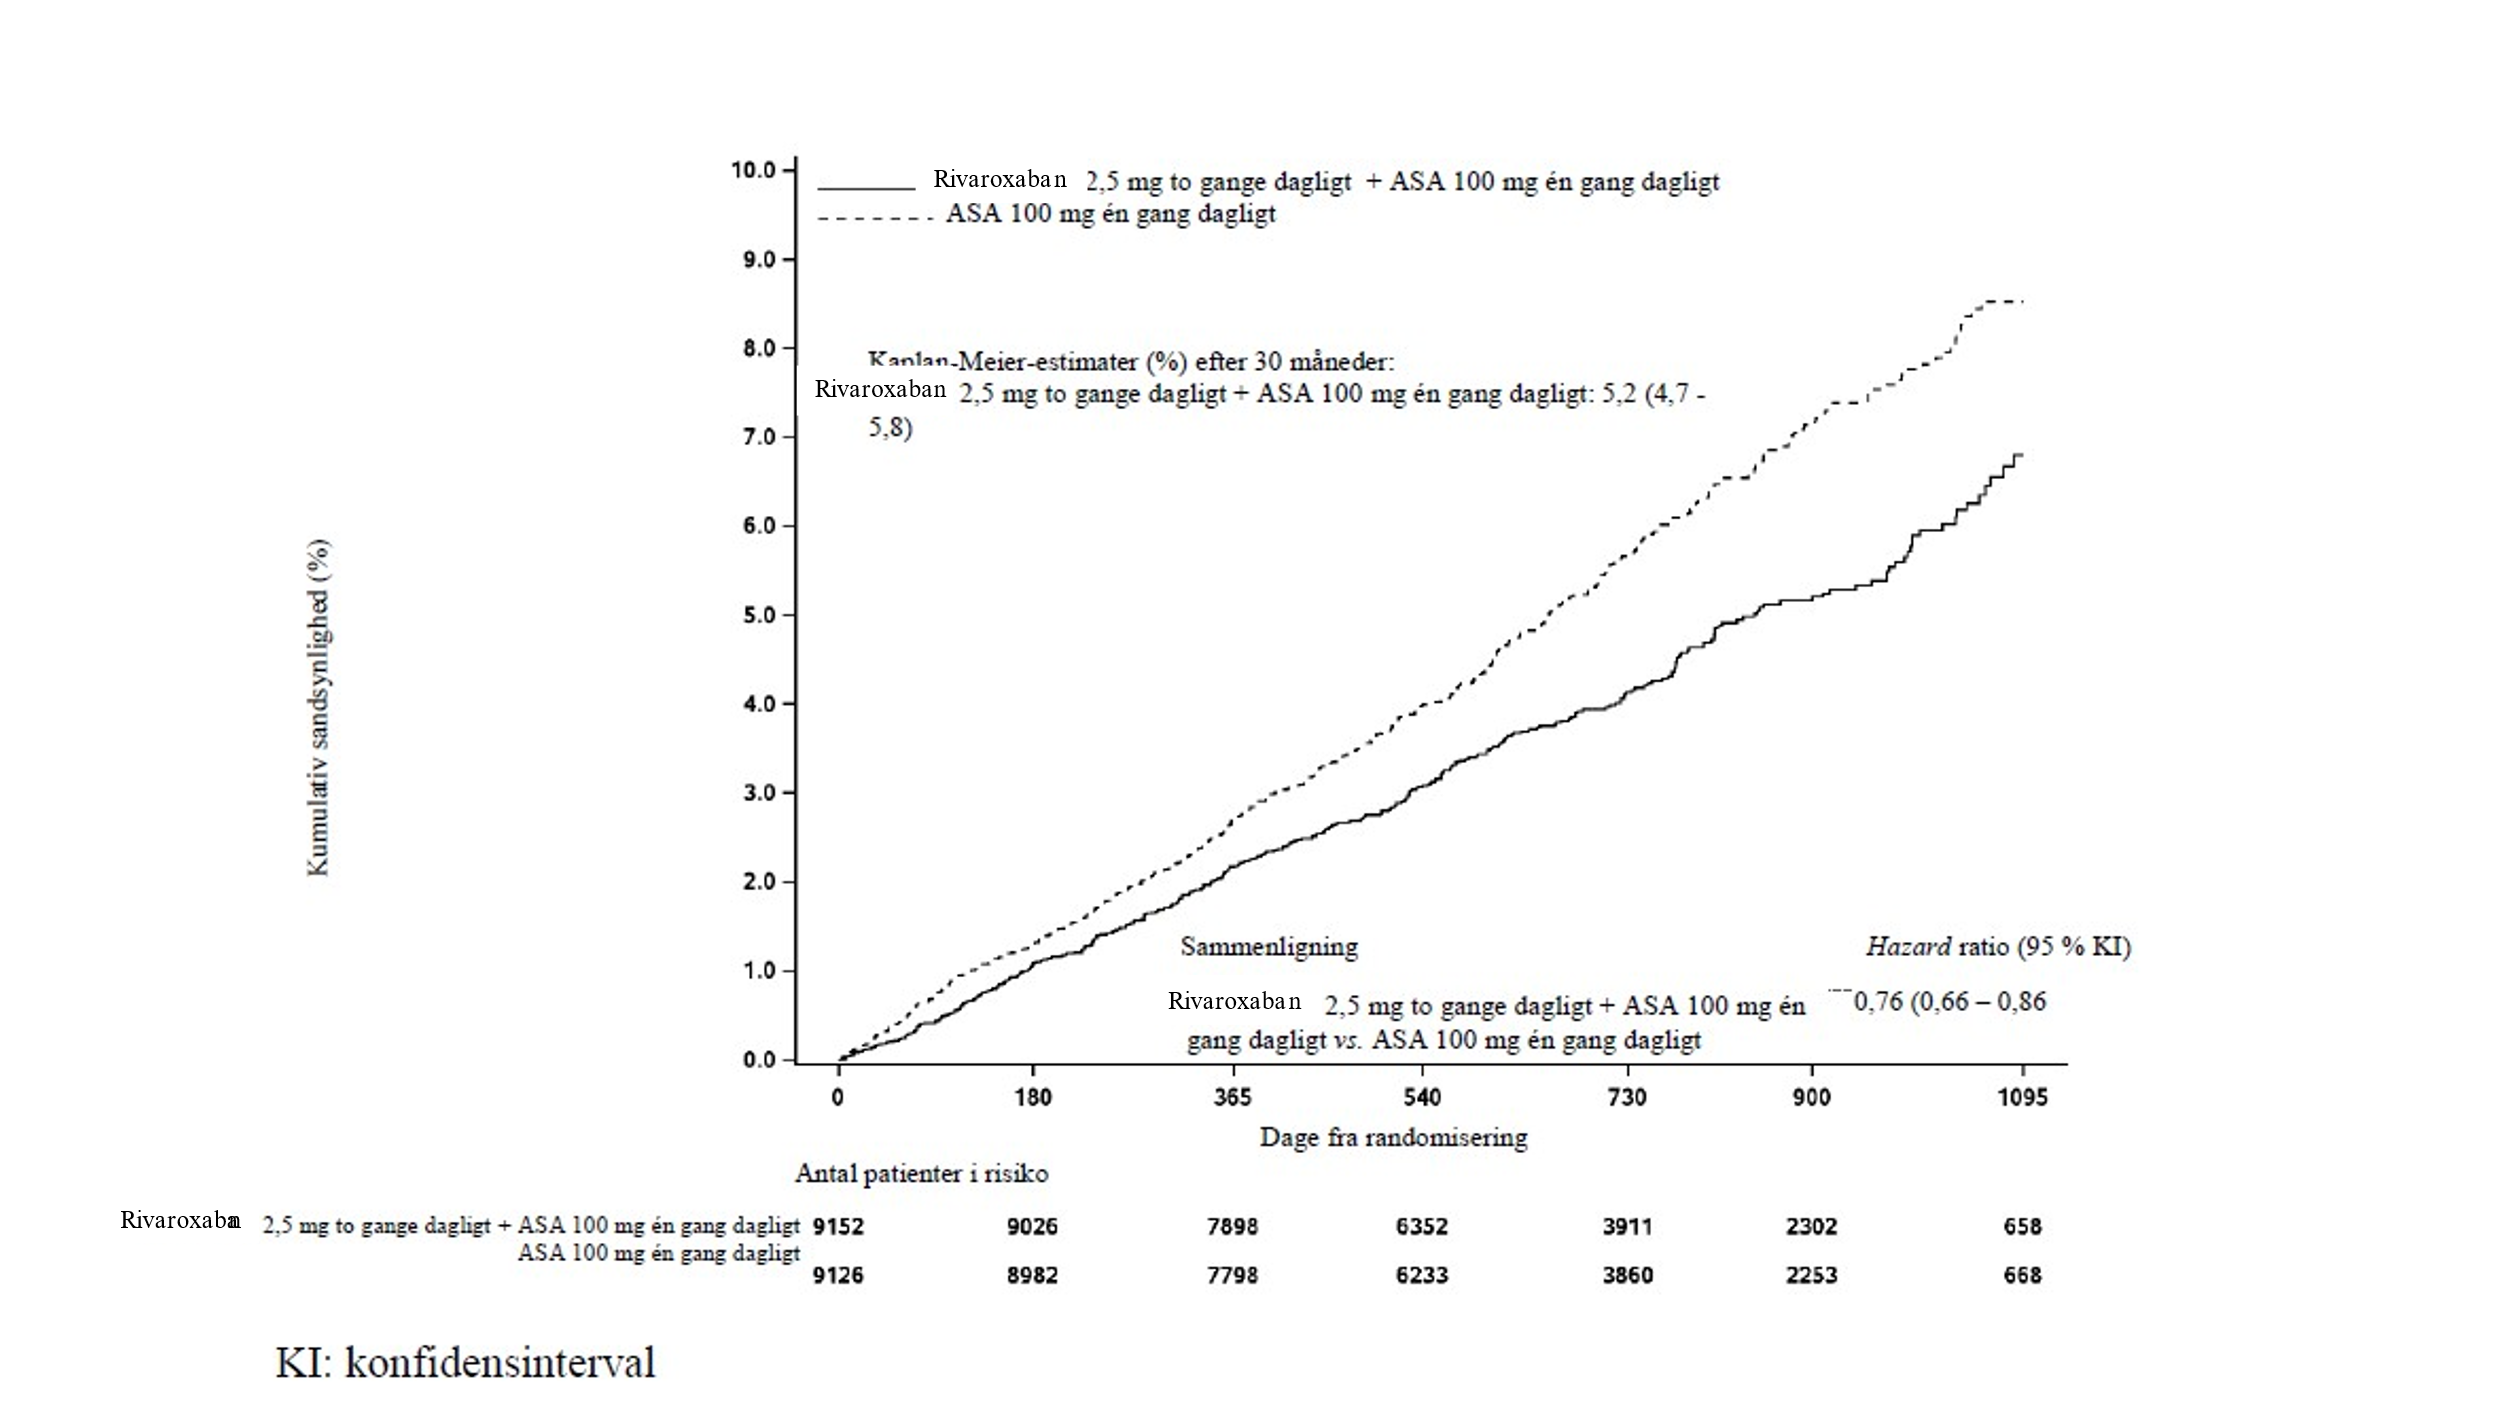 10.0
Rivaroxaban 2,5 mg to gange dagligt + ASA 100 mg én gang dagligt
ASA 100 mg én gang dagligt
9.0
8.0
Kaplan-Meier-estimater (%) efter 30 måneder:
Rivaroxaban 2,5 mg to gange dagligt + ASA 100 mg én gang dagligt: 5,2 (4,7 -
5,8)
7.0
6.0
5.0
4.0
3.0
2.0
1.0
0.0
Kumulativ sandsynlighed (%)
Sammenligning Hazard ratio (95 % KI)
Rivaroxaban 2,5 mg to gange dagligt + ASA 100 mg én 0,76 (0,66 – 0,86
gang dagligt vs. ASA 100 mg én gang dagligt
0 180 365 540 730 900 1095
Dage fra randomisering
Antal patienter i risiko
Rivaroxaban 2,5 mg to gange dagligt + ASA 100 mg én gang dagligt 9152 9026 7898 6352 3911 2302 658
ASA 100 mg én gang dagligt
9126 8982 7798 6233 3860 2253 668
KI: konfidensinterval